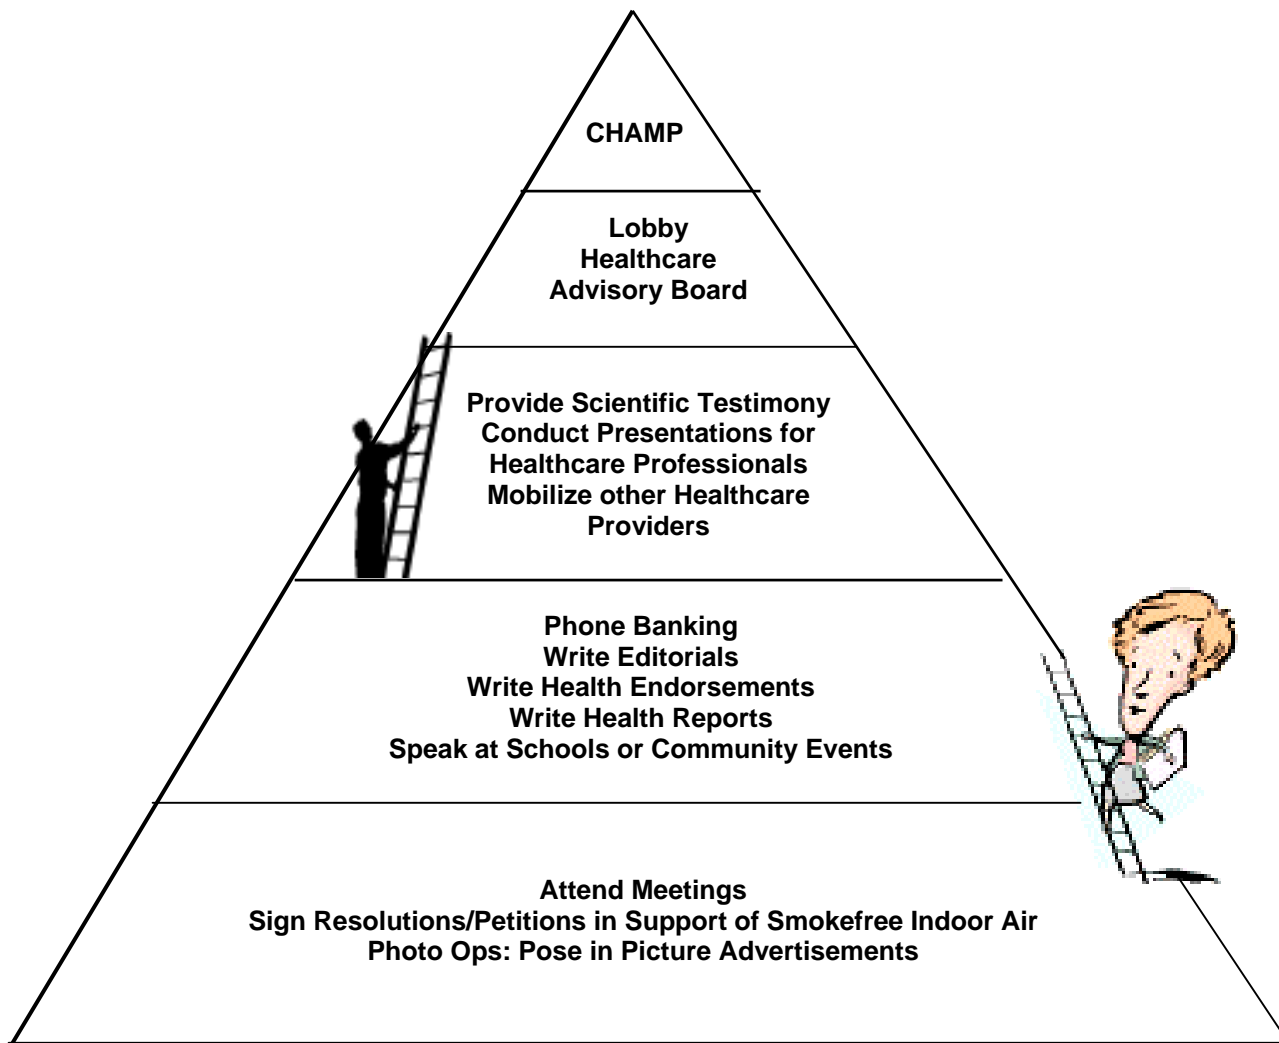 CHAMP
Lobby
Healthcare
Advisory Board
Provide Scientific Testimony
Conduct Presentations for
Healthcare Professionals
Mobilize other Healthcare
Providers
Phone Banking
Write Editorials
Write Health Endorsements
Write Health Reports
Speak at Schools or Community Events
Attend Meetings
Sign Resolutions/Petitions in Support of Smokefree Indoor Air
Photo Ops: Pose in Picture Advertisements